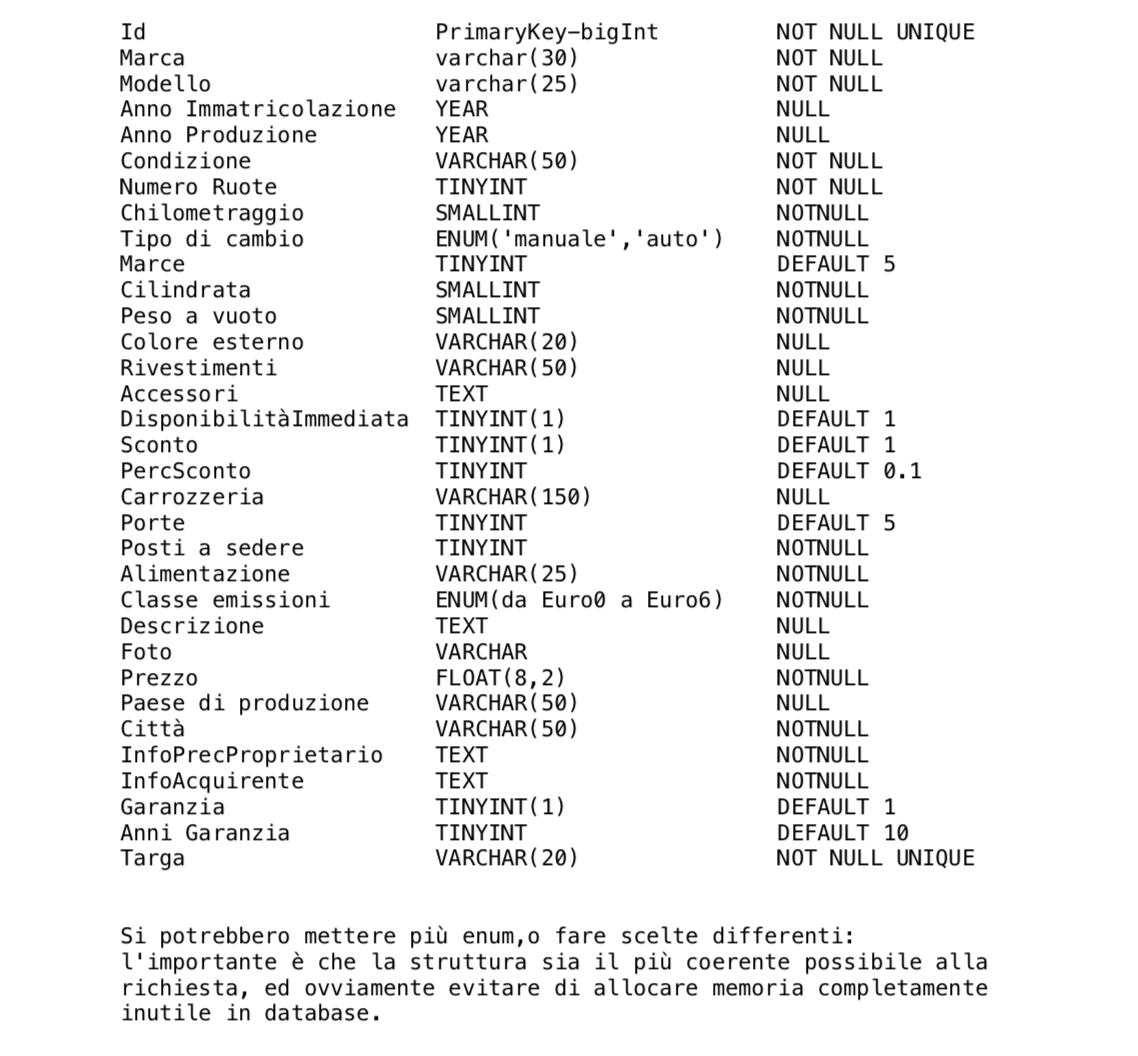 Id PrimaryKey-bigInt NOT NULL UNIQUE
Marca varchar(30) NOT NULL
Modello varchar(25) NOT NULL
Anno Immatricolazione YEAR NULL
Anno Produzione YEAR NULL
Condizione VARCHAR(50) NOT NULL
Numero Ruote TINYINT NOT NULL
Chilometraggio SMALLINT NOTNULL
Tipo di cambio ENUM('manuale','auto') NOTNULL
Marce TINYINT DEFAULT 5
Cilindrata SMALLINT NOTNULL
Peso a vuoto SMALLINT NOTNULL
Colore esterno VARCHAR(20) NULL
Rivestimenti VARCHAR(50) NULL
Accessori TEXT NULL
DisponibilitàImmediata TINYINT(1) DEFAULT 1
Sconto TINYINT(1) DEFAULT 1
PercSconto TINYINT DEFAULT 0.1
Carrozzeria VARCHAR(150) NULL
Porte TINYINT DEFAULT 5
Posti a sedere TINYINT NOTNULL
Alimentazione VARCHAR(25) NOTNULL
Classe emissioni ENUM(da Euro0 a Euro6) NOTNULL
Descrizione TEXT NULL
Foto VARCHAR NULL
Prezzo FLOAT(8,2) NOTNULL
Paese di produzione VARCHAR(50) NULL
Città VARCHAR(50) NOTNULL
InfoPrecProprietario TEXT NOTNULL
InfoAcquirente TEXT NOTNULL
Garanzia TINYINT(1) DEFAULT 1
Anni Garanzia TINYINT DEFAULT 10
Targa VARCHAR(20) NOT NULL UNIQUE
Si potrebbero mettere più enum,o fare scelte differenti:
l'importante è che la struttura sia il più coerente possibile alla
richiesta, ed ovviamente evitare di allocare memoria completamente
inutile in database.